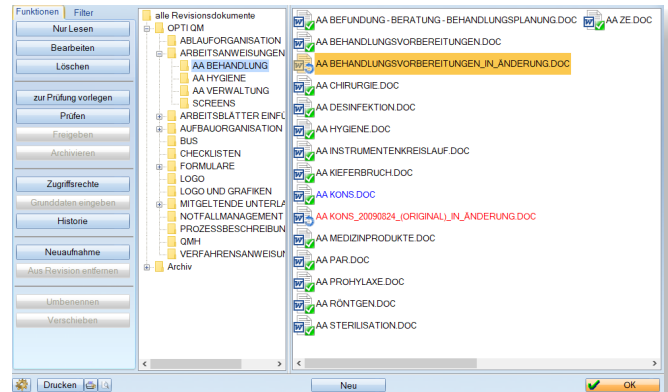 Funktionen Filter
Nur Lesen
Bearbeiten
Löschen
zur Prüfung vorlegen
Prüfen
Freigeben
Archivieren
Zugriffsrechte
Grunddaten eingeben
Historie
Neuaufnahme
Aus Revision entfernen
Umbenennen
Verschieben
alle Revisionsdokumente
OPTI QM
ABLAUFORGANISATION
ARBEITSANWEISUNGEN
AA BEHANDLUNG
AA HYGIENE
AA VERWALTUNG
SCREENS
ARBEITSBLÄTTER EINFÜ
AUFBAUORGANISATION
BUS
CHECKLISTEN
FORMULARE
LOGO
LOGO UND GRAFIKEN
MITGELTENDE UNTERLA
NOTFALLMANAGEMENT
PROZESSBESCHREIBUN
QMH
VERFAHRENSANWEISU
Archiv
AA BEFUNDUNG - BERATUNG - BEHANDLUNGSPLANUNG.DOC AA ZE.DOC
AA BEHANDLUNGSVORBEREITUNGEN.DOC
AA BEHANDLUNGSVORBEREITUNGEN_IN_ÄNDERUNG.DOC
AA CHIRURGIE.DOC
AA DESINFEKTION.DOC
AA HYGIENE.DOC
AA INSTRUMENTENKREISLAUF.DOC
AA KIEFERBRUCH.DOC
AA KONS.DOC
AA KONS_20090824_(ORIGINAL)_IN_ÄNDERUNG.DOC
AA MEDIZINPRODUKTE.DOC
AA PAR.DOC
AA PROHYLAXE.DOC
AA RÖNTGEN.DOC
AA STERILISATION.DOC
Drucken Neu OK